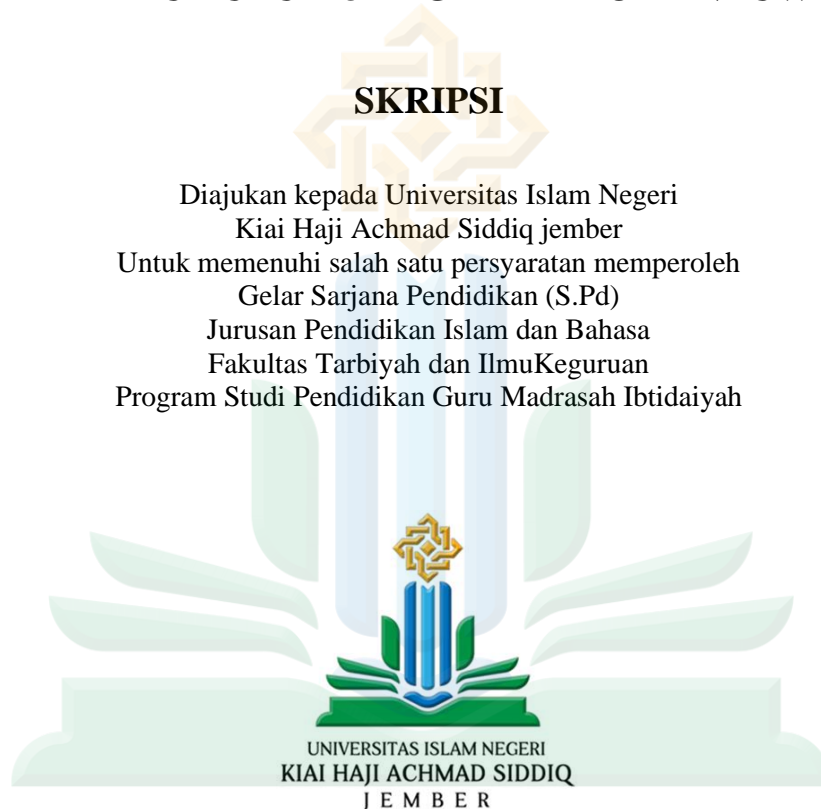 SKRIPSI
Diajukan kepada Universitas Islam Negeri
Kiai Haji Achmad Siddiq jember
Untuk memenuhi salah satu persyaratan memperoleh
Gelar Sarjana Pendidikan (S.Pd)
Jurusan Pendidikan Islam dan Bahasa
Fakultas Tarbiyah dan IlmuKeguruan
Program Studi Pendidikan Guru Madrasah Ibtidaiyah
UNIVERSITAS ISLAM NEGERI
KIAI HAJI ACHMAD SIDDIQ
JEMBER